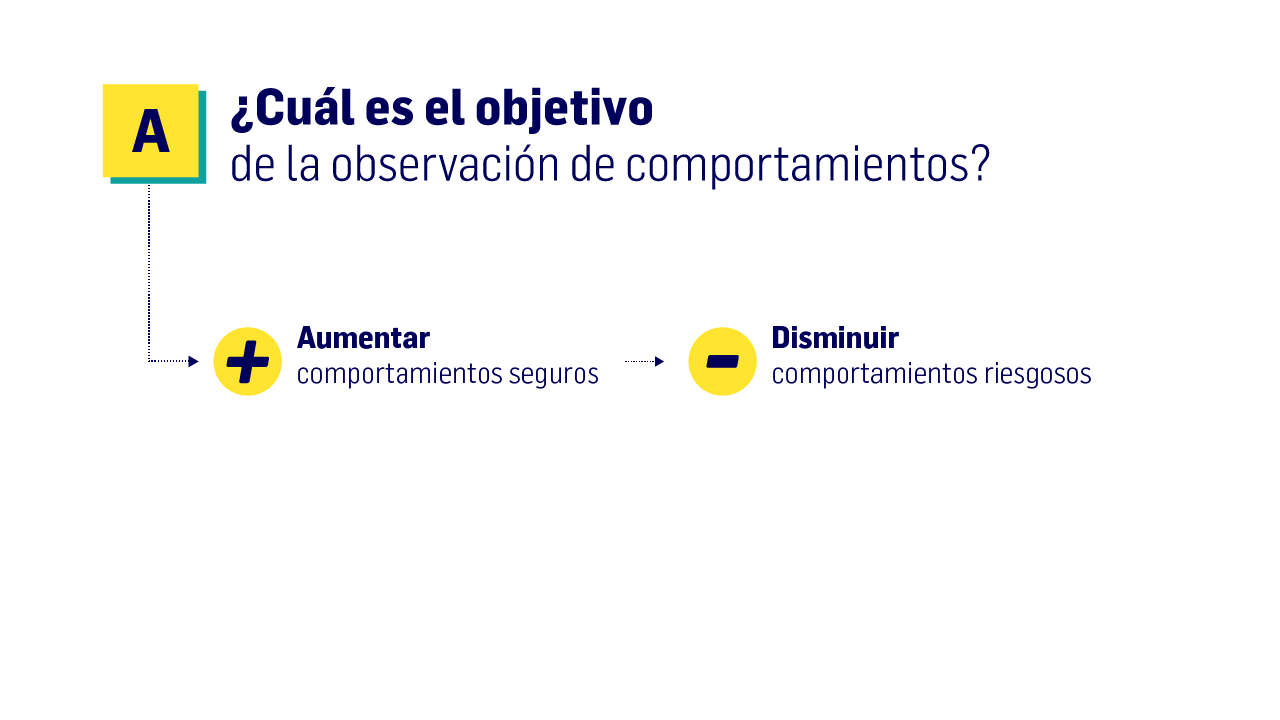 A
¿Cuál es el objetivo
de la observación de comportamientos?
+ Aumentar
comportamientos seguros
- Disminuir
comportamientos riesgosos